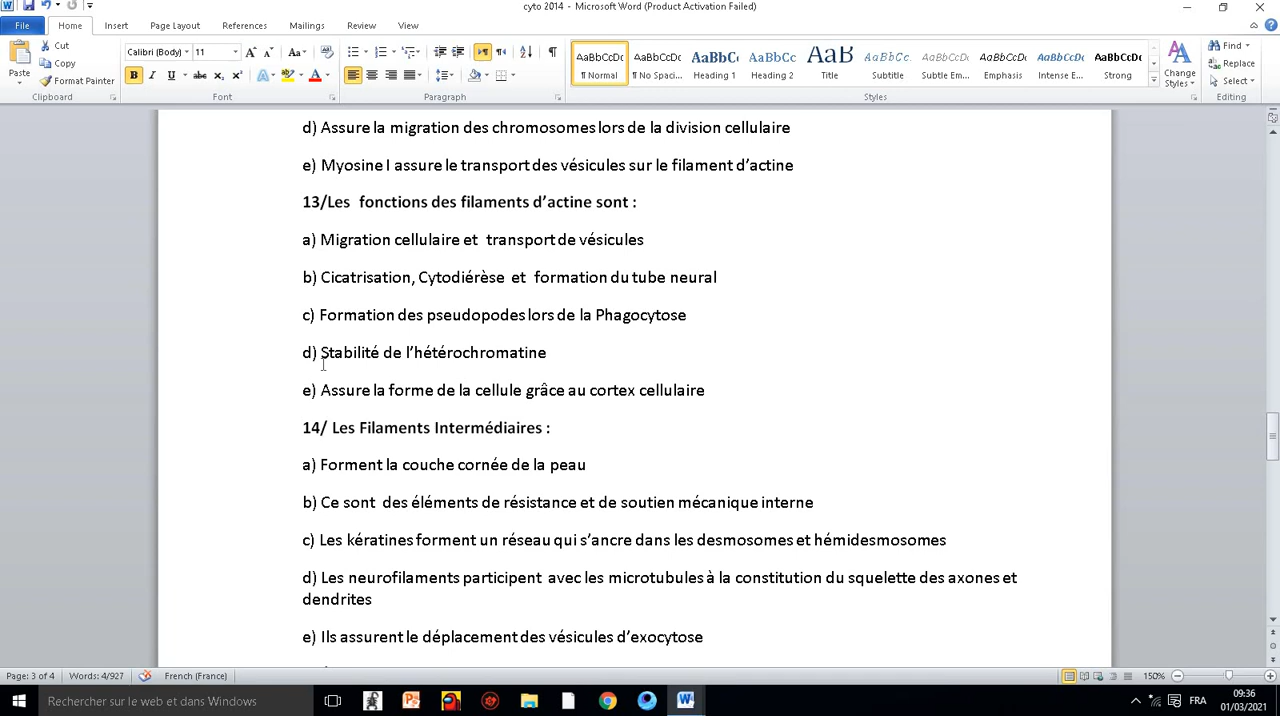 cyto 2014 - Microsoft Word (Product Activation Failed)
File Home Insert Page Layout References Mailings Review View
Paste Cut Copy Format Painter Clipboard
Calibri (Body) 11 Font
Paragraph
AaBbCcDc ¶ Normal AaBbCcDc ¶ No Spaci... AaBbC( Heading 1 AaBbCc Heading 2 AaB Title AaBbCc. Subtitle AaBbCcDc Subtle Em... AaBbCcDc Emphasis AaBbCcDc Intense E... AaBbCcDc Strong Change Styles Styles
Find Replace Select Editing
d) Assure la migration des chromosomes lors de la division cellulaire
e) Myosine I assure le transport des vésicules sur le filament d’actine
13/Les fonctions des filaments d’actine sont :
a) Migration cellulaire et transport de vésicules
b) Cicatrisation, Cytodiérèse et formation du tube neural
c) Formation des pseudopodes lors de la Phagocytose
d) Stabilité de l’hétérochromatine
e) Assure la forme de la cellule grâce au cortex cellulaire
14/ Les Filaments Intermédiaires :
a) Forment la couche cornée de la peau
b) Ce sont des éléments de résistance et de soutien mécanique interne
c) Les kératines forment un réseau qui s’ancre dans les desmosomes et hémidesmosomes
d) Les neurofilaments participent avec les microtubules à la constitution du squelette des axones et
dendrites
e) Ils assurent le déplacement des vésicules d’exocytose
Page: 3 of 4 Words: 4/927 French (France) 150%
Rechercher sur le web et dans Windows FRA 09:36
01/03/2021